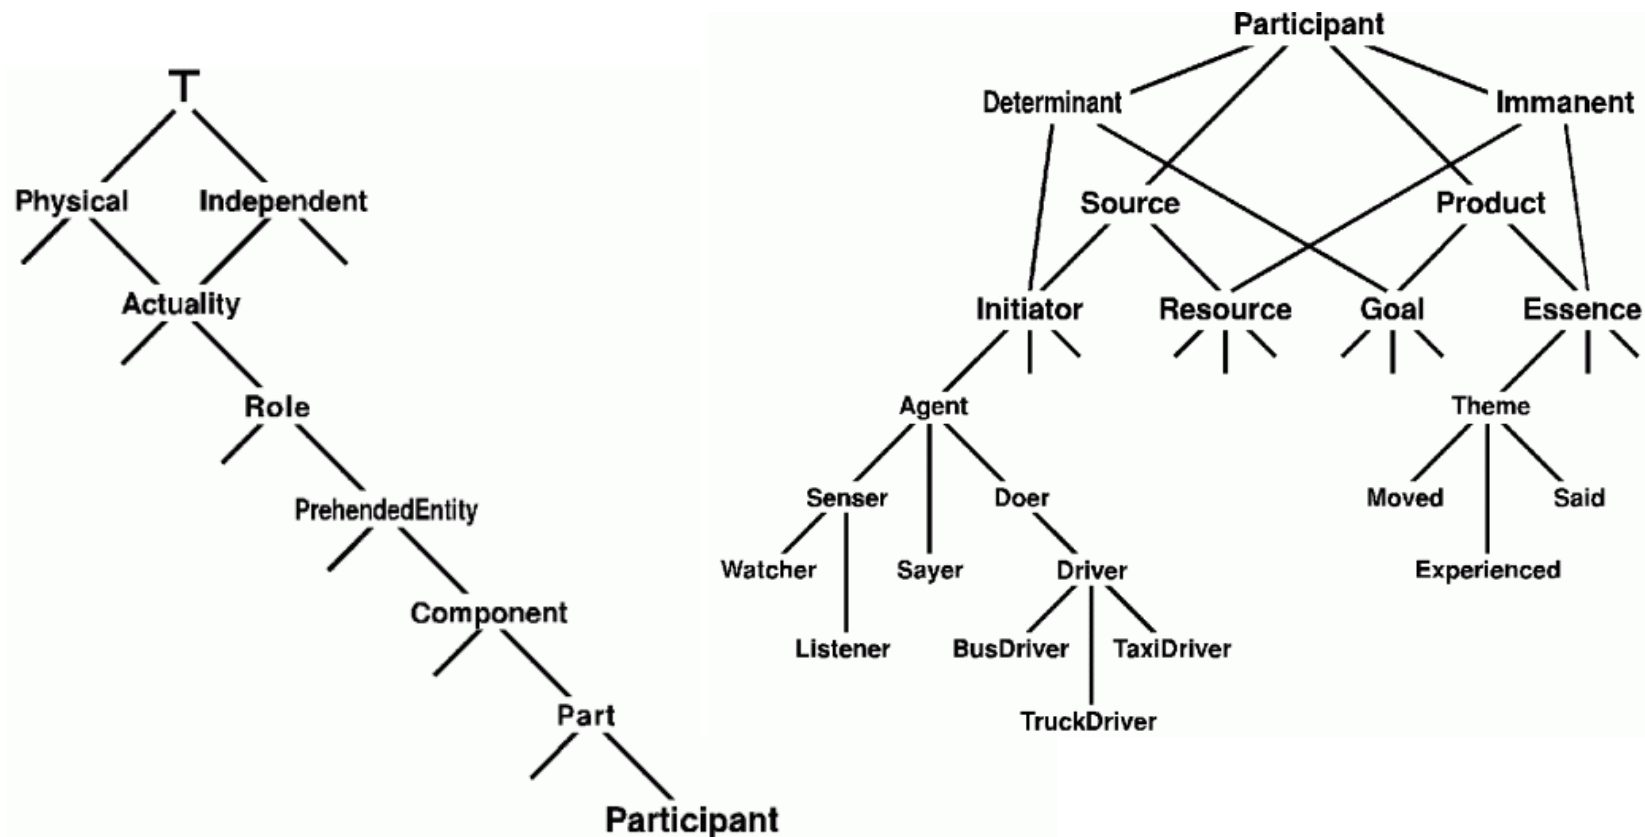 T
Physical
Independent
Actuality
Role
PrehendedEntity
Component
Part
Participant
Participant
Determinant
Immanent
Source
Product
Initiator
Resource
Goal
Essence
Agent
Theme
Senser
Doer
Moved
Said
Watcher
Sayer
Driver
Experienced
Listener
BusDriver
TaxiDriver
TruckDriver